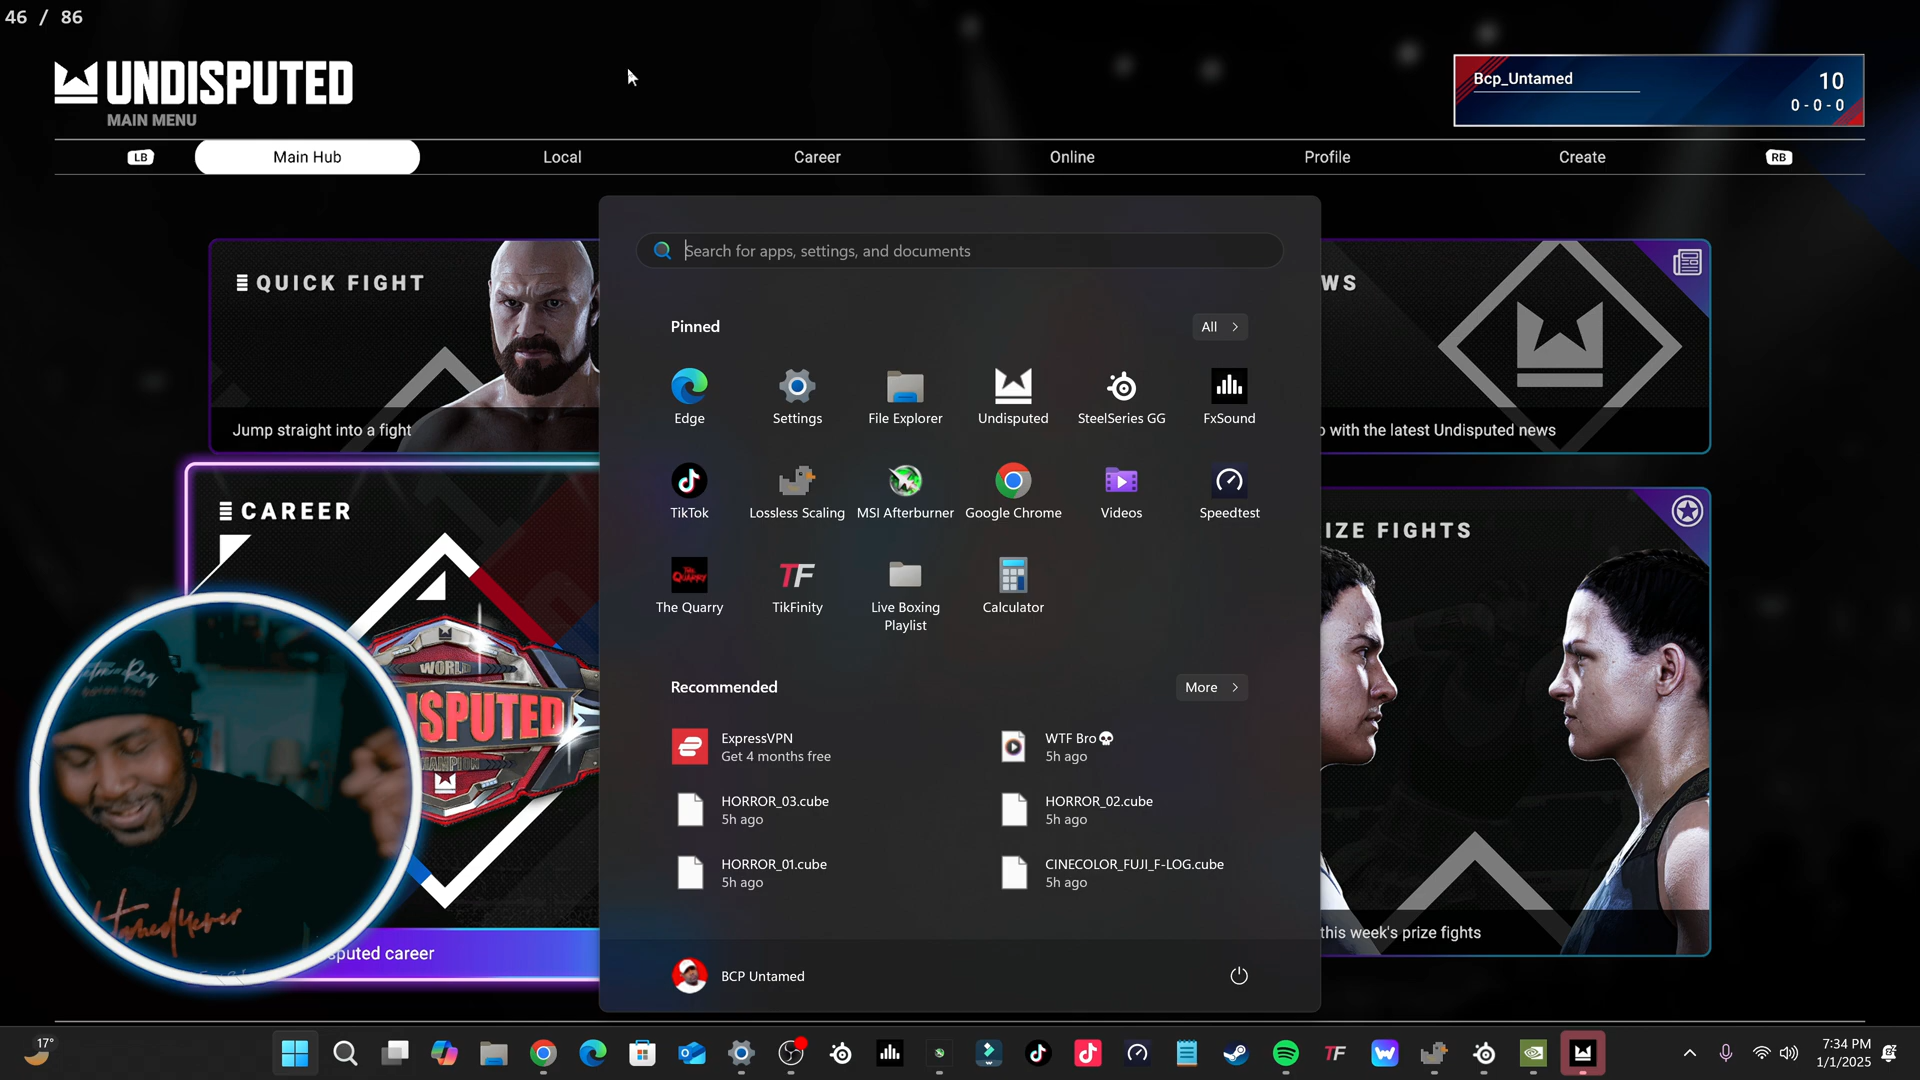 46 / 86
UNDISPUTED
MAIN MENU
Bcp_Untamed
10
0 - 0 - 0
LB
Main Hub
Local
Career
Online
Profile
Create
RB
QUICK FIGHT
Jump straight into a fight
WS
with the latest Undisputed news
CAREER
WORL
ISPUTED
puted career
IZE FIGHTS
this week's prize fights
Search for apps, settings, and documents
Pinned
All
Edge
Settings
File Explorer
Undisputed
SteelSeries GG
FxSound
TikTok
Lossless Scaling
MSI Afterburner
Google Chrome
Videos
Speedtest
The Quarry
TikFinity
Live Boxing
Playlist
Calculator
Recommended
More
ExpressVPN
Get 4 months free
WTF Bro💀
5h ago
HORROR_03.cube
5h ago
HORROR_02.cube
5h ago
HORROR_01.cube
5h ago
CINECOLOR_FUJI_F-LOG.cube
5h ago
BCP Untamed
17°
TF
7:34 PM
1/1/2025